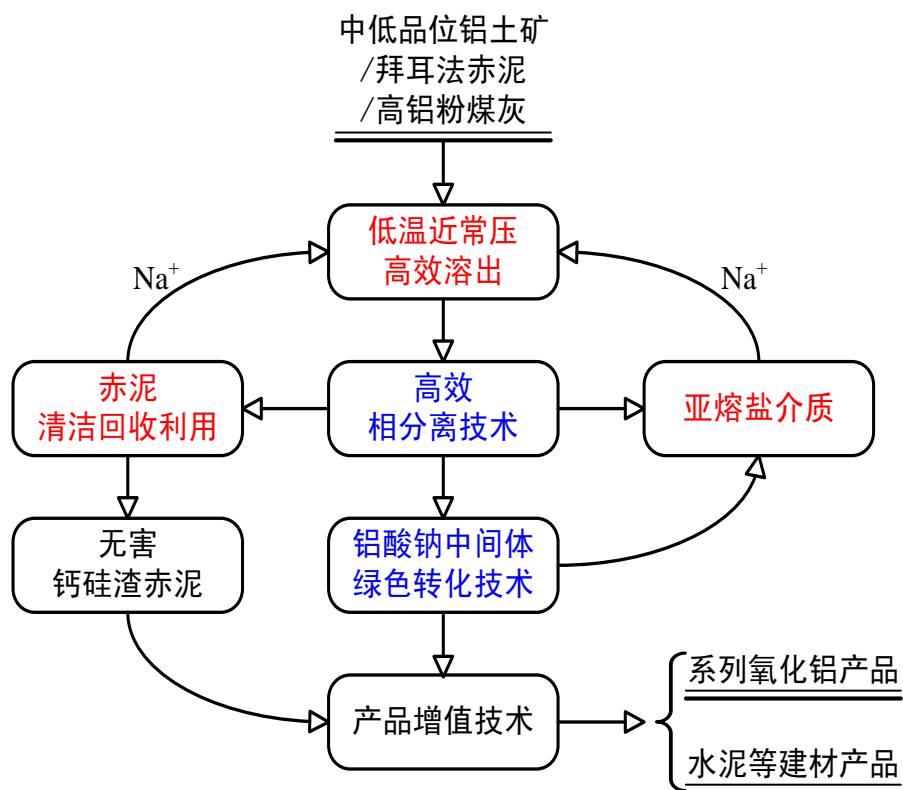 中低品位铝土矿
/拜耳法赤泥
/高铝粉煤灰
低温近常压
高效溶出
Na⁺
Na⁺
赤泥
清洁回收利用
高效
相分离技术
亚熔盐介质
无害
钙硅渣赤泥
铝酸钠中间体
绿色转化技术
产品增值技术
系列氧化铝产品
水泥等建材产品